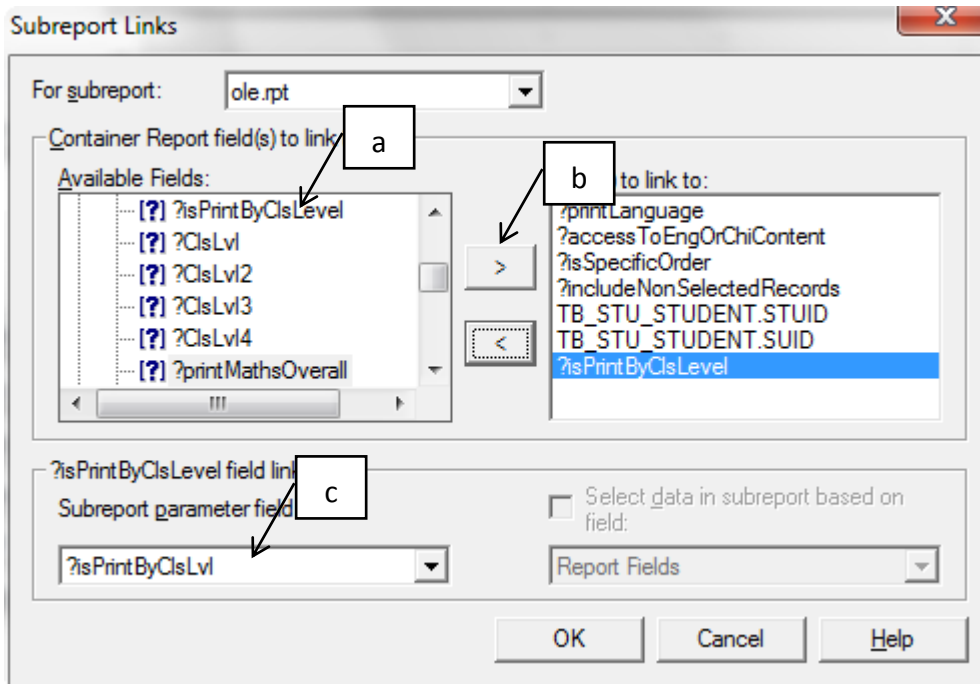 Subreport Links
x
For subreport:
ole.rpt
Container Report field(s) to link
a
Available Fields:
[?] ?isPrintByClsLevel
[?] ?ClsLvl
[?] ?ClsLvl2
[?] ?ClsLvl3
[?] ?ClsLvl4
[?] ?printMathsOverall
b
>
<
to link to:
?printLanguage
?accessToEngOrChiContent
?isSpecificOrder
?includeNonSelectedRecords
TB_STU_STUDENT.STUID
TB_STU_STUDENT.SUID
?isPrintByClsLevel
?isPrintByClsLevel field lin
c
Subreport parameter field
?isPrintByClsLvl
Select data in subreport based on
field:
Report Fields
OK
Cancel
Help